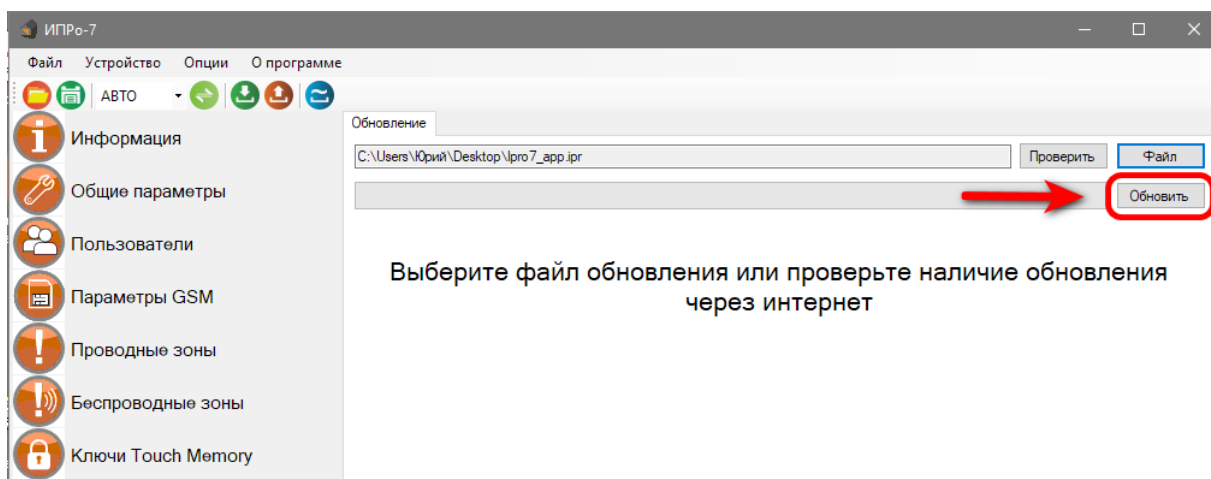 ИПРо-7
Файл Устройство Опции О программе
АВТО
Информация
Общие параметры
Пользователи
Параметры GSM
Проводные зоны
Беспроводные зоны
Ключи Touch Memory
Обновление
C:\Users\Юрий\Desktop\Ipro7_app.ipr
Проверить
Файл
Обновить
Выберите файл обновления или проверьте наличие обновления
через интернет